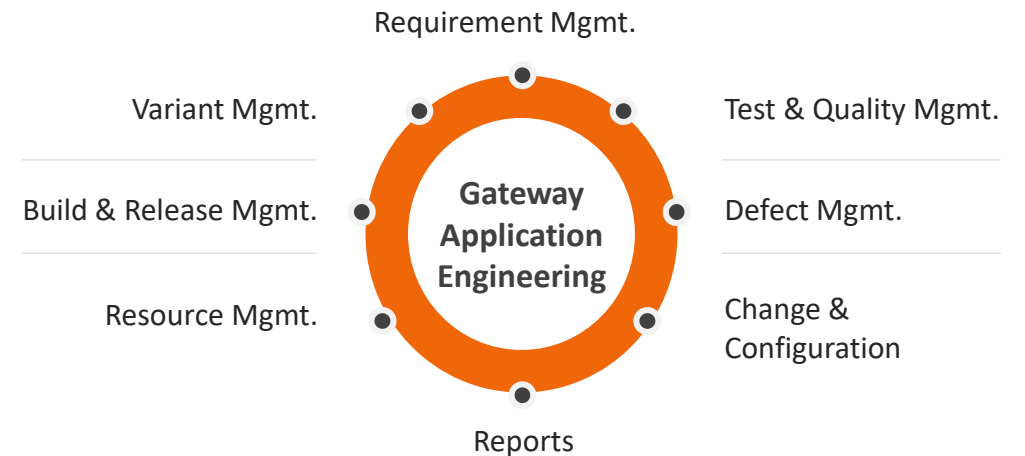 Requirement Mgmt.
Variant Mgmt.
Test & Quality Mgmt.
Build & Release Mgmt.
Gateway
Application
Engineering
Defect Mgmt.
Resource Mgmt.
Change &
Configuration
Reports